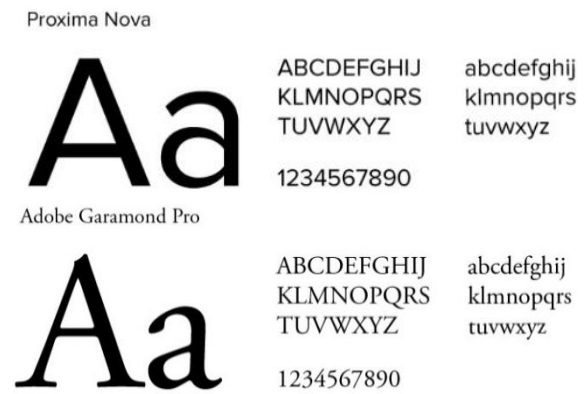 Proxima Nova
Aa
ABCDEFGHIJ abcdefghij
KLMNOPQRS klmnopqrs
TUVWXYZ tuvwxyz
1234567890
Adobe Garamond Pro
Aa
ABCDEFGHIJ abcdefghij
KLMNOPQRS klmnopqrs
TUVWXYZ tuvwxyz
1234567890